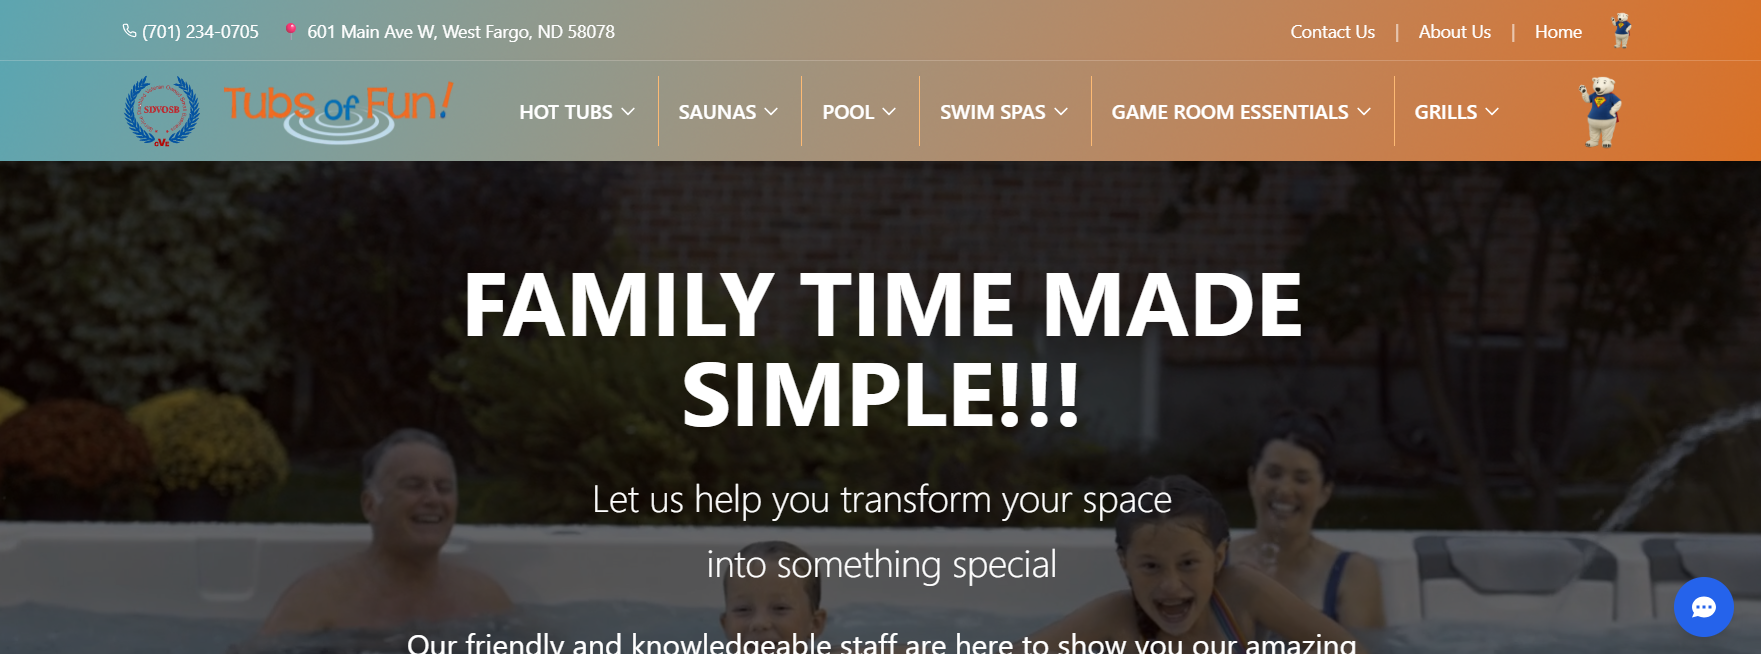 (701) 234-0705 601 Main Ave W, West Fargo, ND 58078 Contact Us | About Us | Home
SDVOSB
CVE
Tubs of Fun!
HOT TUBS SAUNAS POOL SWIM SPAS GAME ROOM ESSENTIALS GRILLS
FAMILY TIME MADE
SIMPLE!!!
Let us help you transform your space
into something special
Our friendly and knowledgeable staff are here to show you our amazing